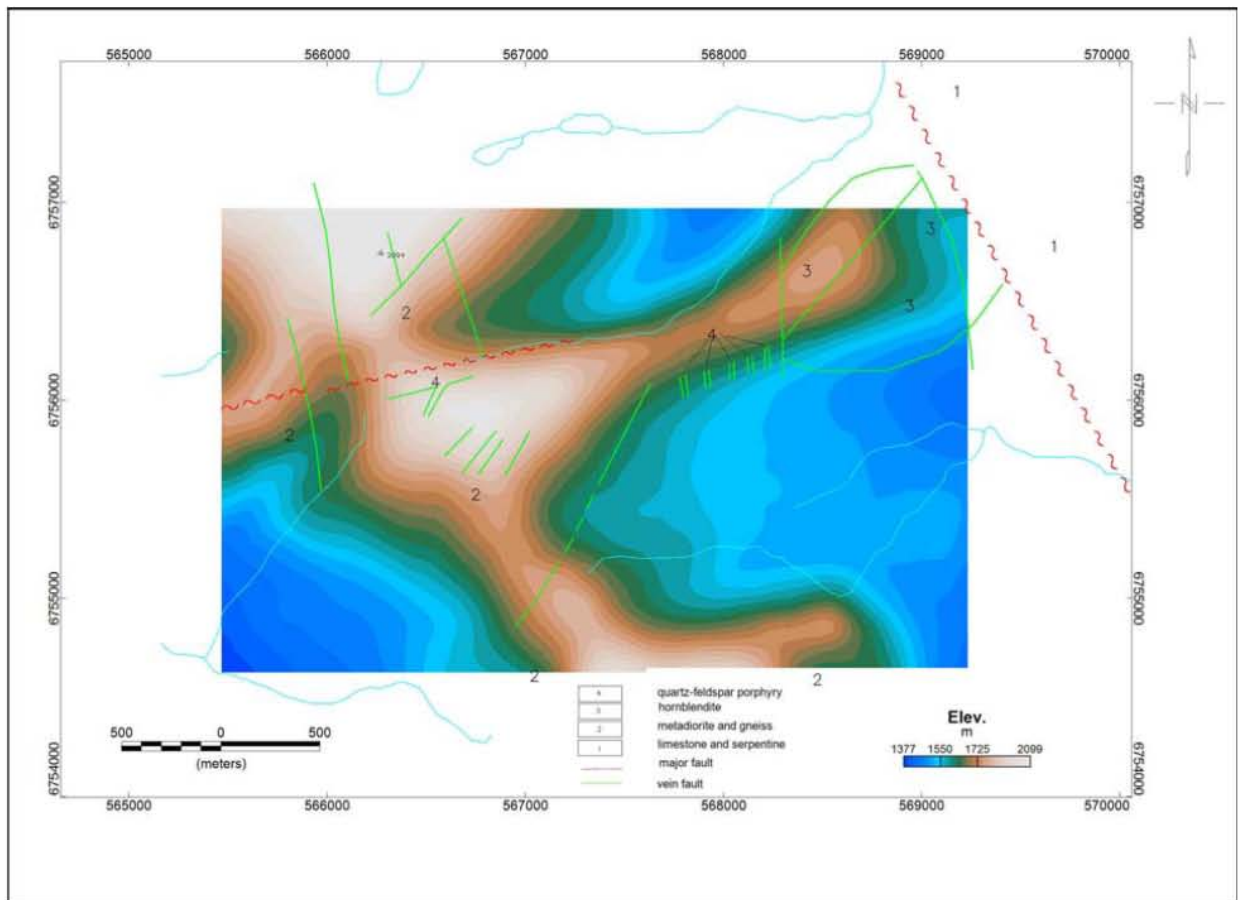 565000 566000 567000 568000 569000 570000
1
N
6757000
6757000
3
1
2094
3
2
3
4
6756000
6756000
4
2
2
6755000
6755000
2
2
4 quartz-feldspar porphyry
3 hornblendite
2 metadiorite and gneiss
1 limestone and serpentine
major fault
vein fault
500 0 500
(meters)
Elev.
m
1377 1550 1725 2099
6754000
6754000
565000 566000 567000 568000 569000 570000